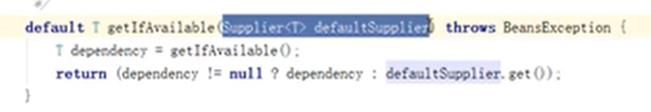 */
default T getIfAvailable(Supplier<T> defaultSupplier) throws BeansException {
T dependency = getIfAvailable();
return (dependency != null ? dependency : defaultSupplier.get());
}